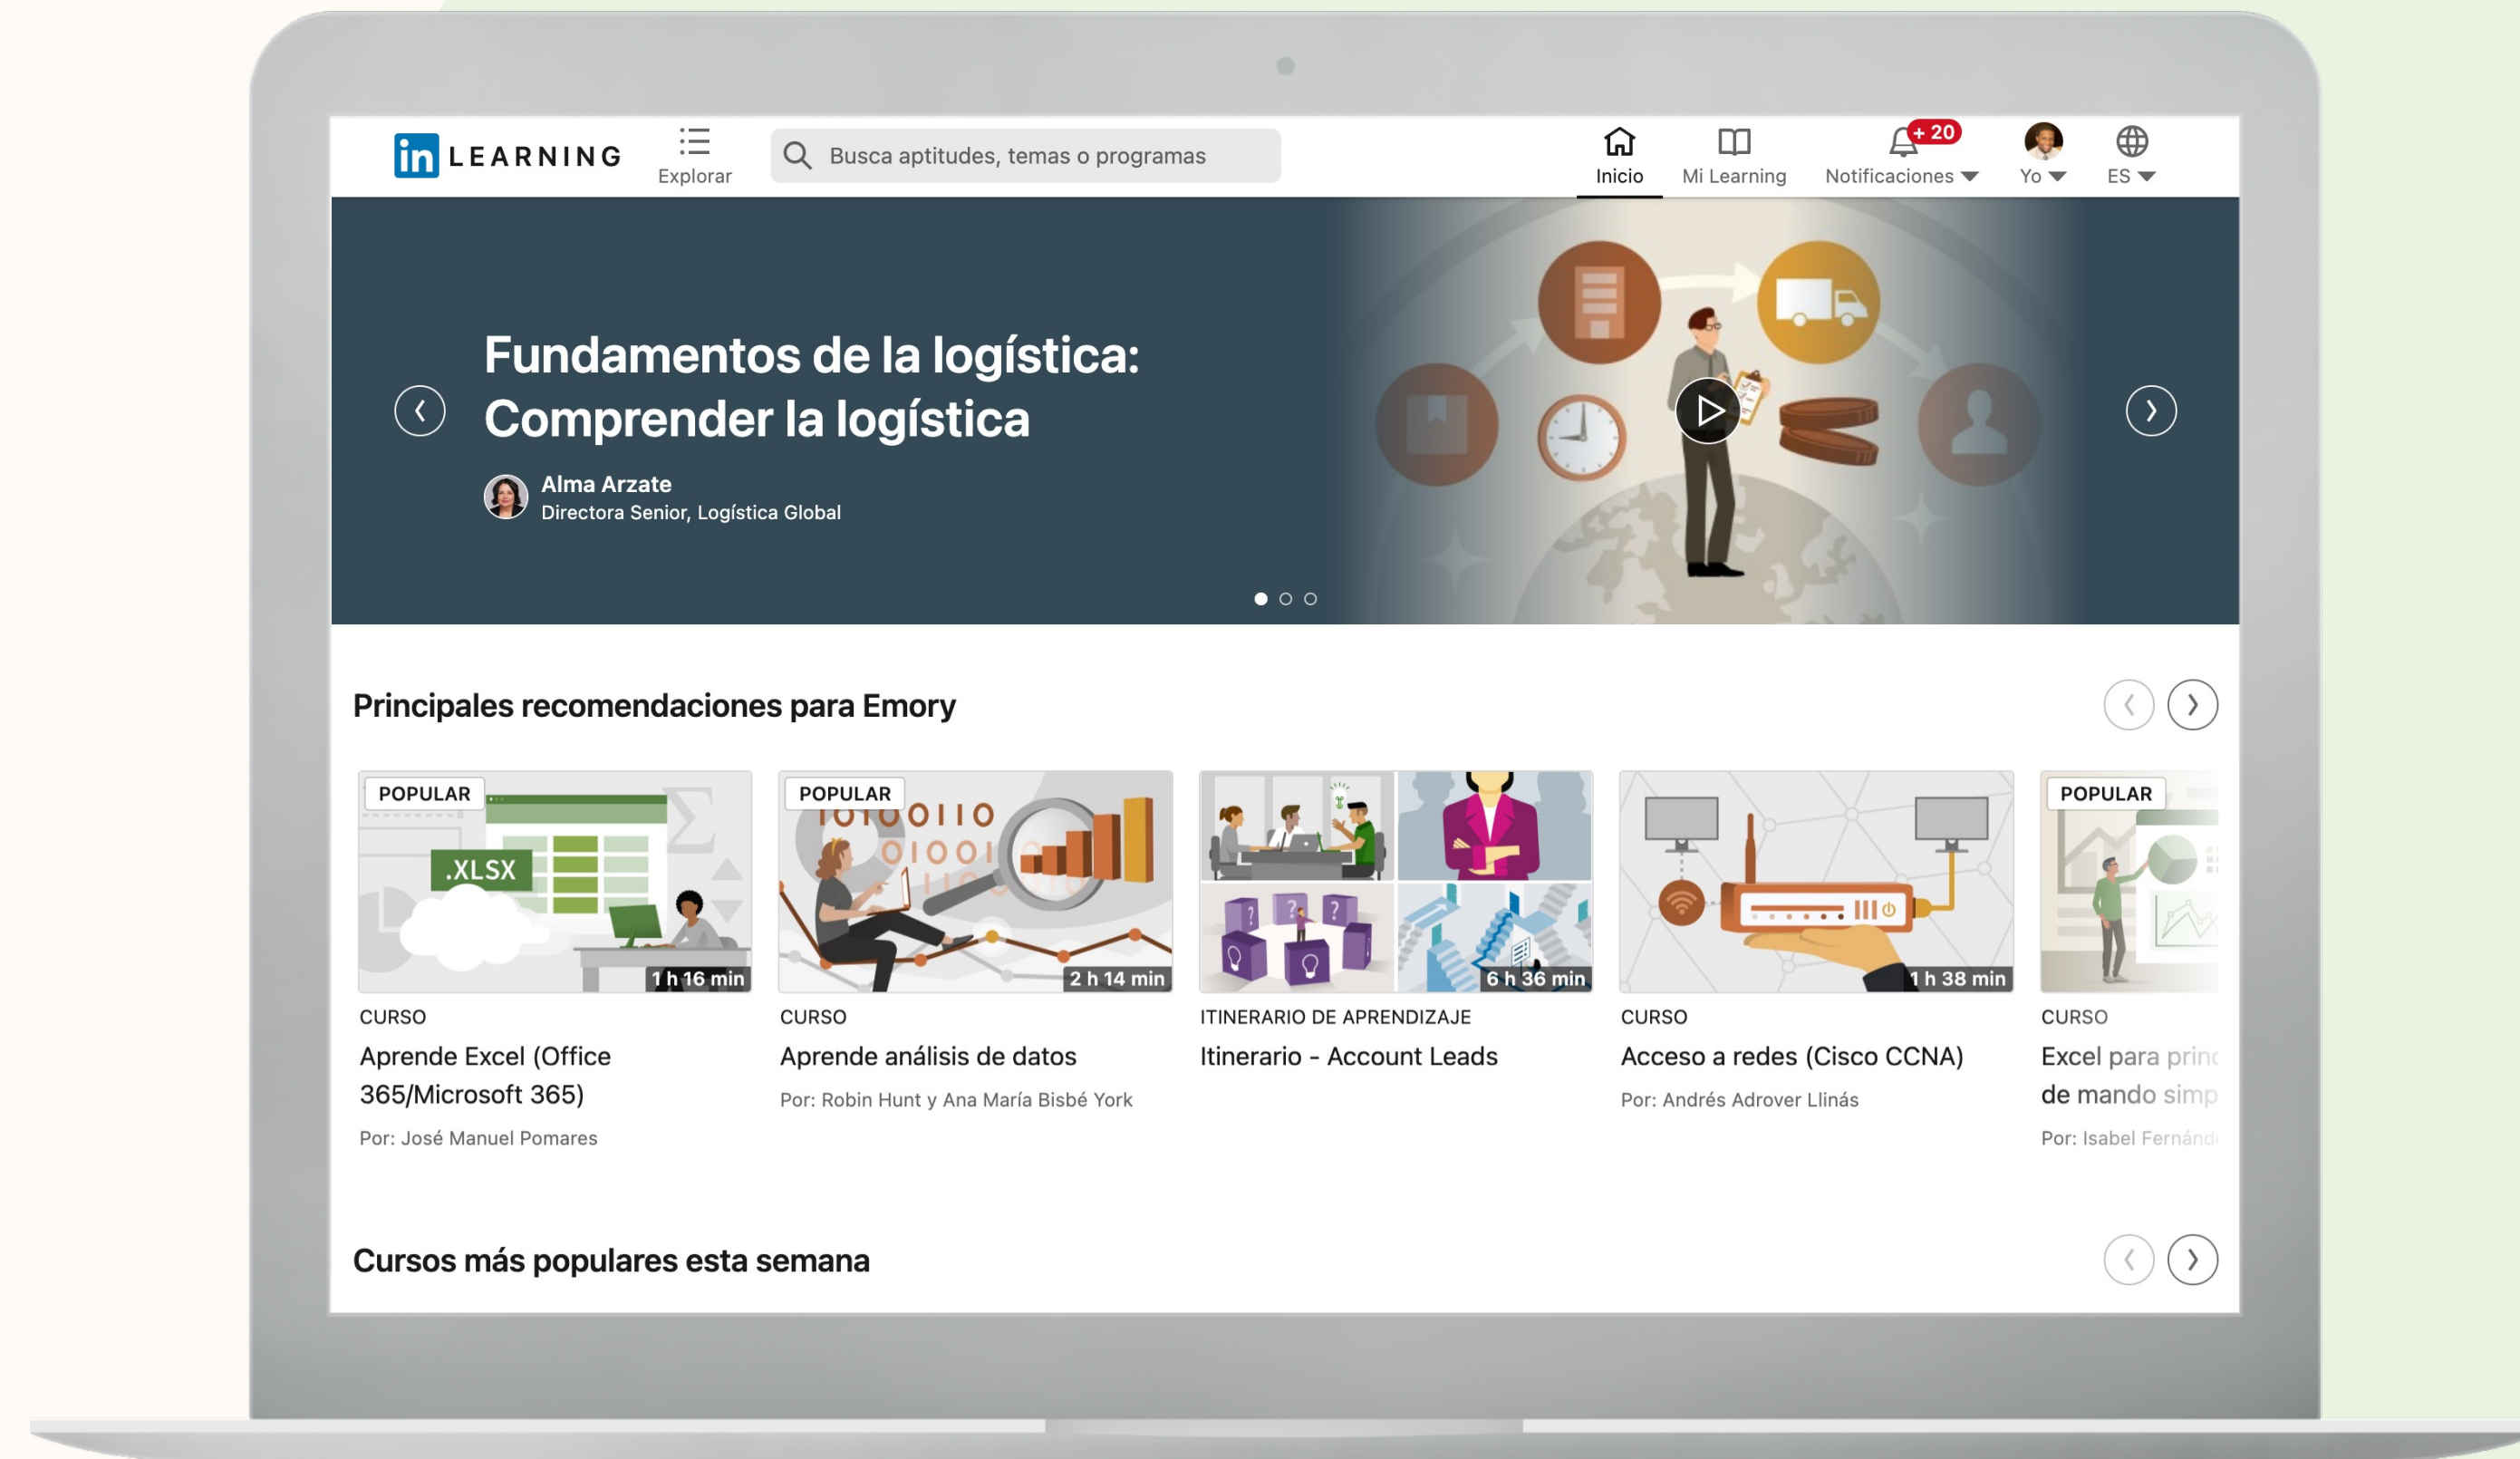 in LEARNING
Explorar
Busca aptitudes, temas o programas
Inicio
Mi Learning
+ 20
Notificaciones
Yo
ES
Fundamentos de la logística:
Comprender la logística
Alma Arzate
Directora Senior, Logística Global
Principales recomendaciones para Emory
POPULAR
.XLSX
1 h 16 min
CURSO
Aprende Excel (Office
365/Microsoft 365)
Por: José Manuel Pomares
POPULAR
2 h 14 min
CURSO
Aprende análisis de datos
Por: Robin Hunt y Ana María Bisbé York
6 h 36 min
ITINERARIO DE APRENDIZAJE
Itinerario - Account Leads
1 h 38 min
CURSO
Acceso a redes (Cisco CCNA)
Por: Andrés Adrover Llinás
POPULAR
CURSO
Excel para
de mando
Por: Isabel
Cursos más populares esta semana